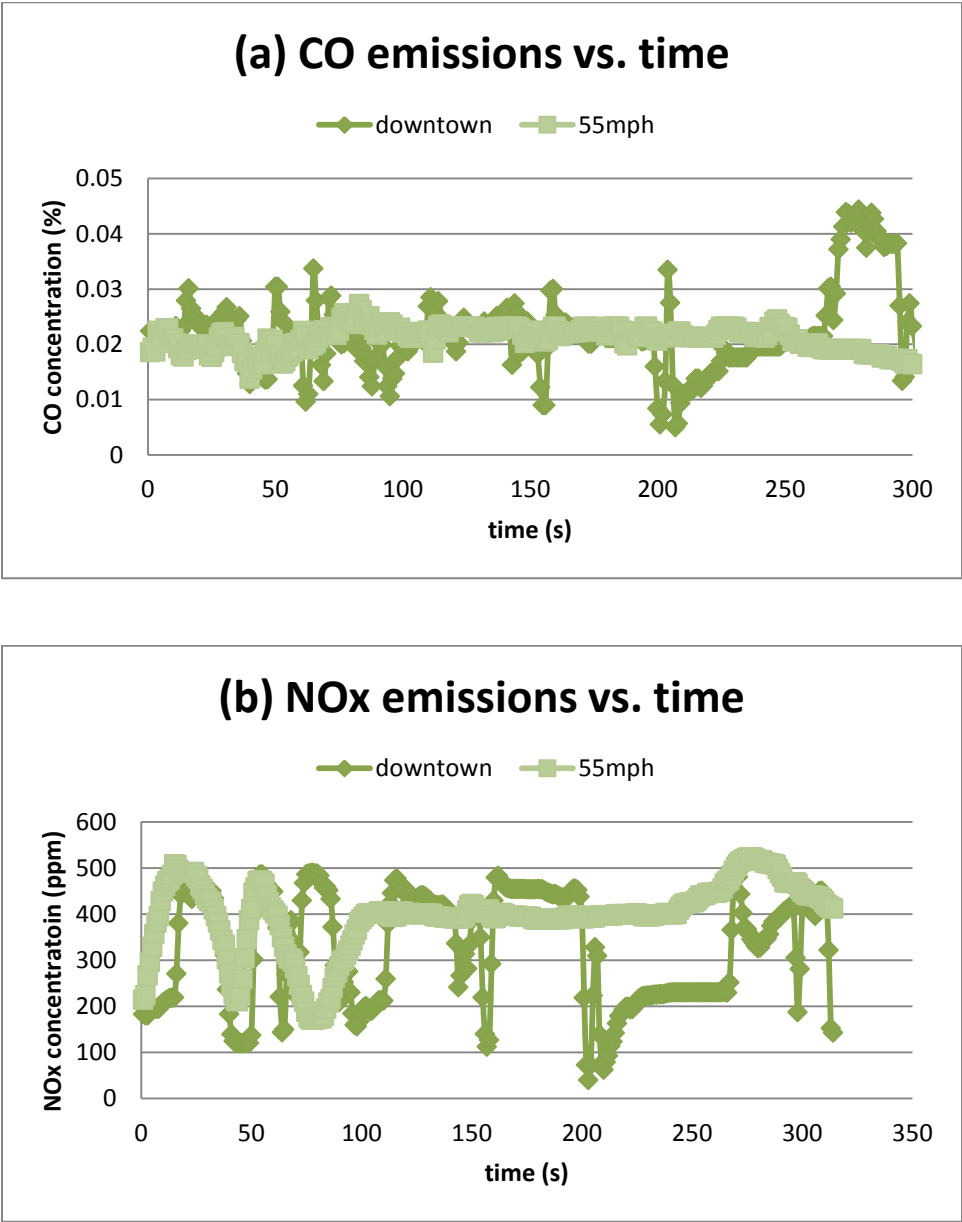 (a) CO emissions vs. time
downtown 55mph
0.05
0.04
0.03
0.02
0.01
0
CO concentration (%)
0 50 100 150 200 250 300
time (s)
(b) NOx emissions vs. time
downtown 55mph
600
500
400
300
200
100
0
NOx concentratoin (ppm)
0 50 100 150 200 250 300 350
time (s)